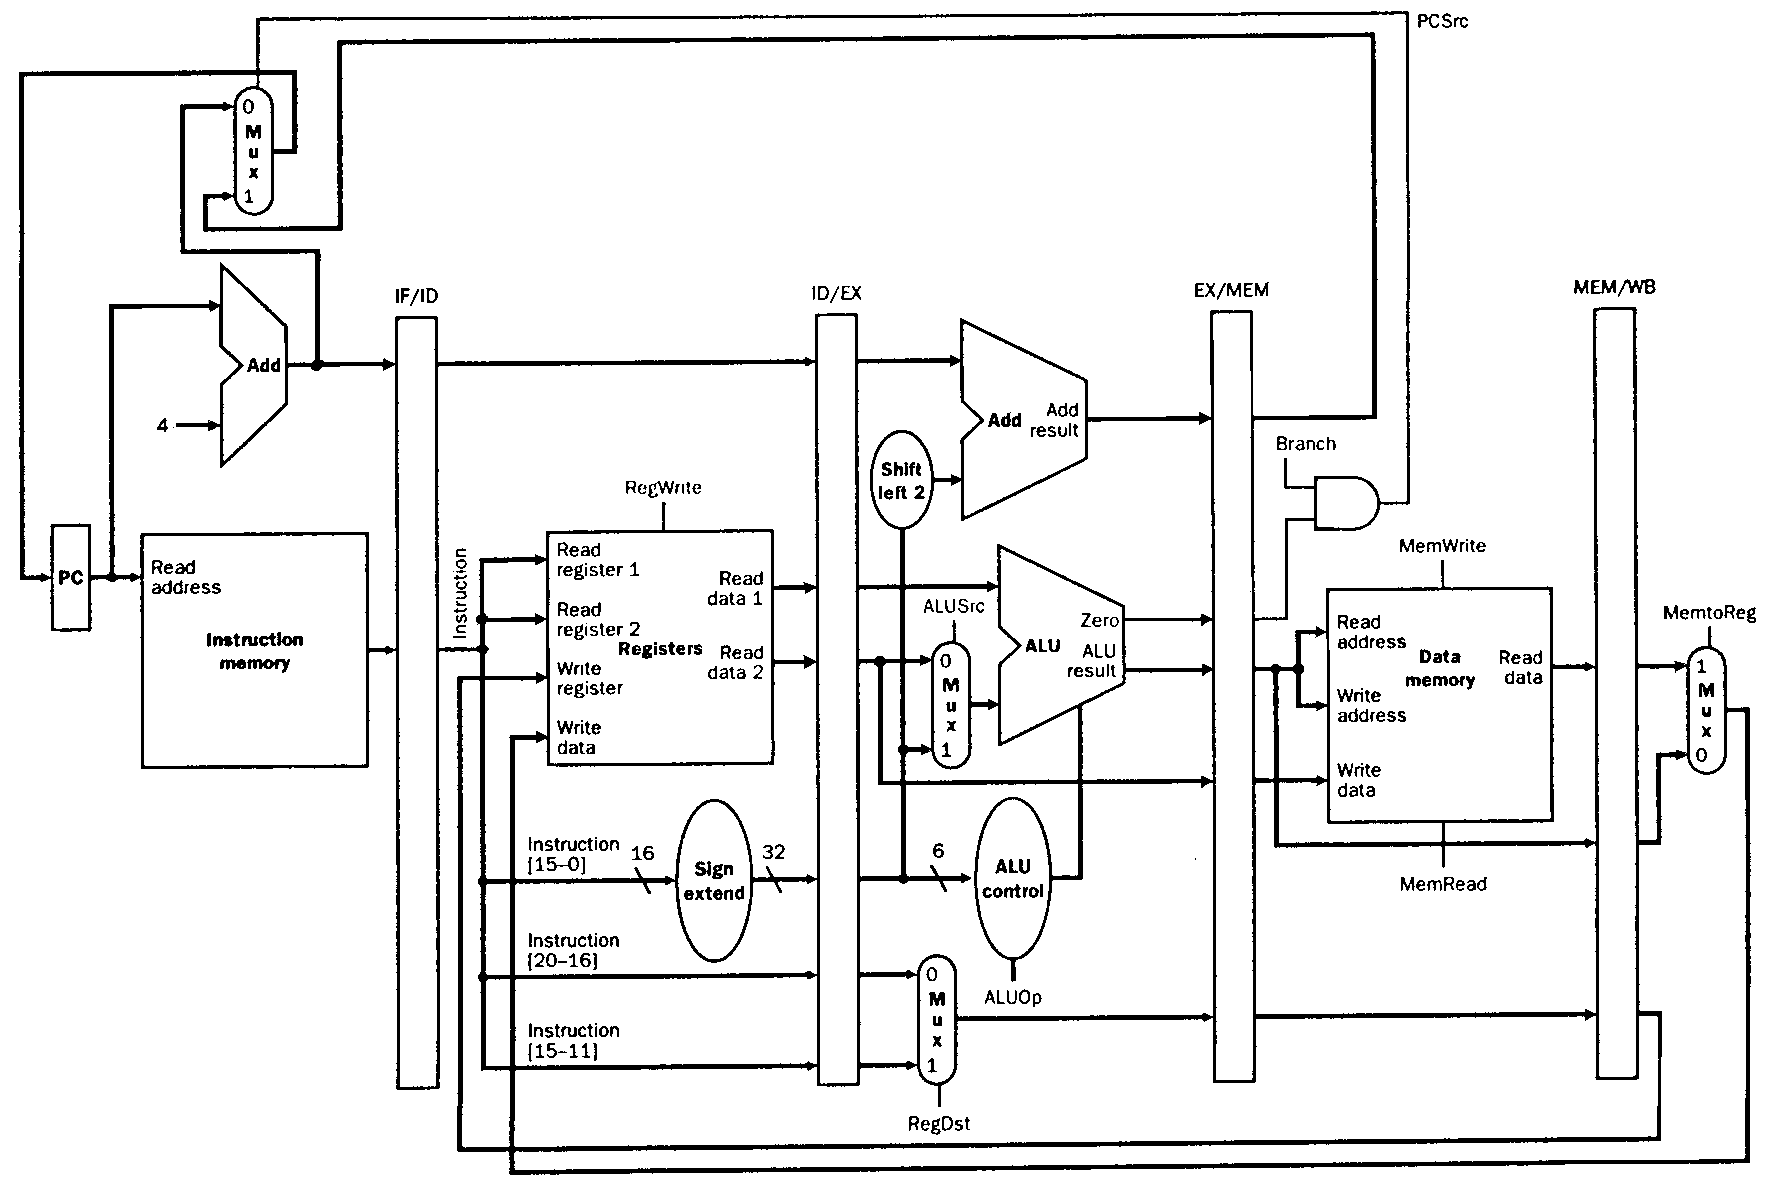 PCSrc
0
M
u
x
1
IF/ID
ID/EX
EX/MEM
MEM/WB
Add
4
Add
Add
result
Shift
left 2
Branch
RegWrite
PC
Read
address
Instruction
memory
Instruction
Read
register 1
Read
register 2
Write
register
Write
data
Registers
Read
data 1
Read
data 2
ALUSrc
0
M
u
x
1
Zero
ALU
ALU
result
MemWrite
Read
address
Write
address
Write
data
Data
memory
Read
data
MemRead
MemtoReg
1
M
u
x
0
Instruction
[15–0]
16
Sign
extend
32
6
ALU
control
ALUOp
Instruction
[20–16]
Instruction
[15–11]
0
M
u
x
1
RegDst